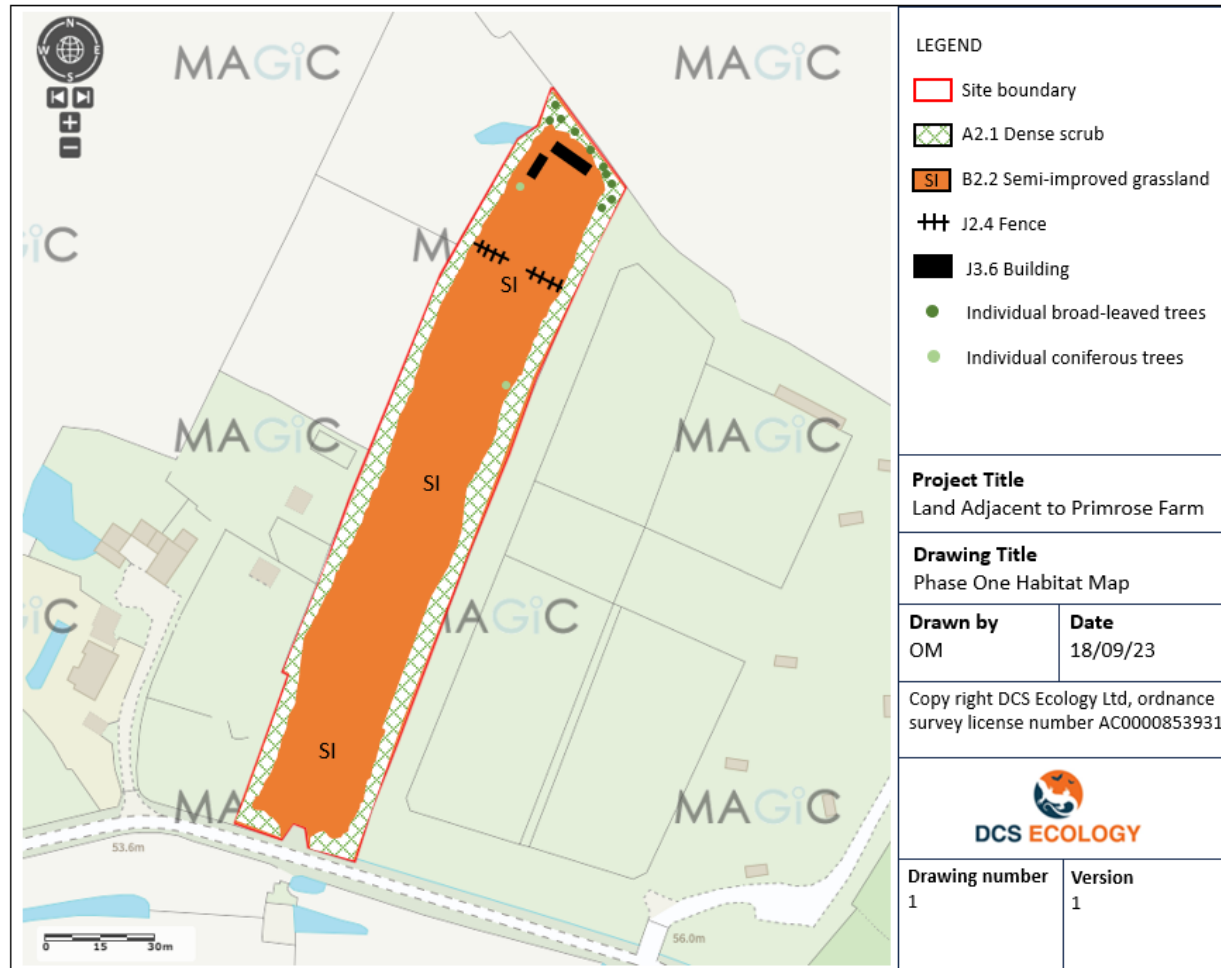 N
W
E
S
MAGiC
MAGiC
iC
M
MAGiC
MAGiC
iC
AGiC
MA
MAGiC
SI
SI
SI
53.6m
56.0m
0 15 30m
LEGEND
Site boundary
A2.1 Dense scrub
SI B2.2 Semi-improved grassland
J2.4 Fence
J3.6 Building
Individual broad-leaved trees
Individual coniferous trees
Project Title
Land Adjacent to Primrose Farm
Drawing Title
Phase One Habitat Map
Drawn by
OM
Date
18/09/23
Copy right DCS Ecology Ltd, ordnance
survey license number AC0000853931
DCS ECOLOGY
Drawing number
1
Version
1